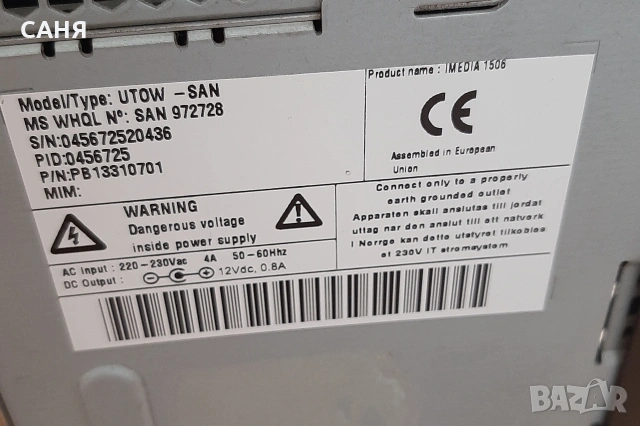 САНЯ
Model/Type: UTOW -SAN
MS WHQL Nº: SAN 972728
S/N:045672520436
PID:0456725
P/N:PB13310701
MIM:
Product name : IMEDIA 1506
CE
Assembled in European
Union
WARNING
Dangerous voltage
inside power supply
Connect only to a properly
earth grounded outlet
Apparaten skall anslutas till jordat
uttag nar den anslut till ett natverk
I Norge kan dette utstyret tilkobles
et 230V IT stromsystem
AC Input : 220-230Vac 4A 50-60Hhz
DC Output : 12Vdc, 0.8A
BAZAR